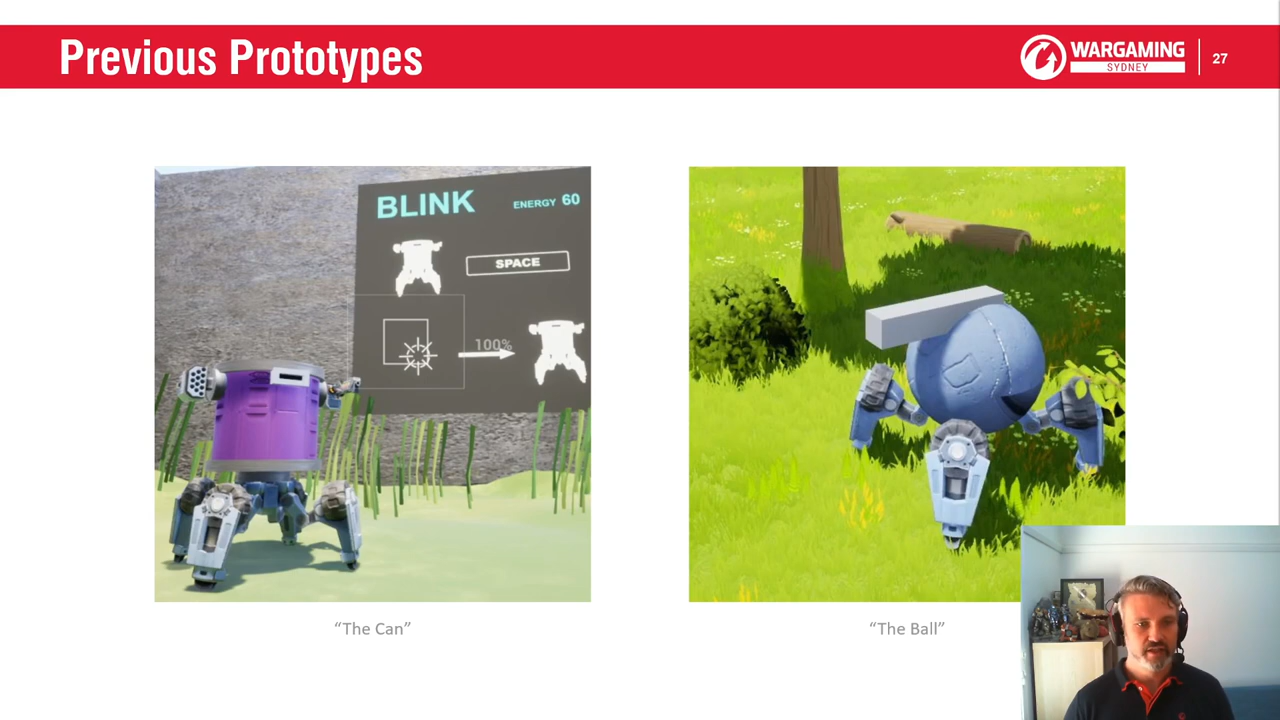 Previous Prototypes
WARGAMING
SYDNEY
27
BLINK
ENERGY 60
SPACE
100%
“The Can”
“The Ball”